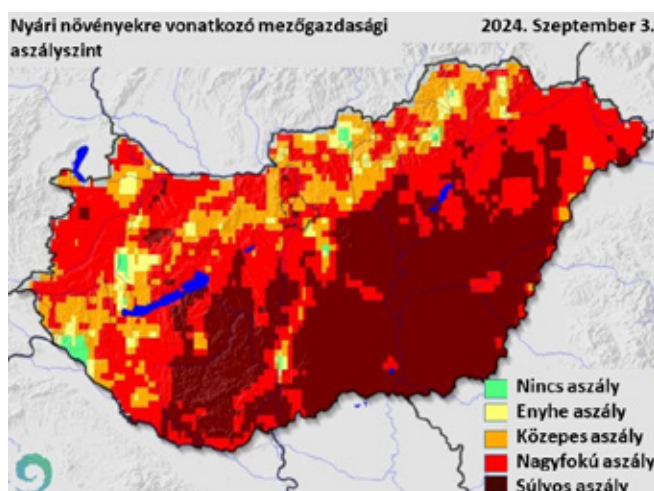 Nyári növényekre vonatkozó mezőgazdasági
aszályszint
2024. Szeptember 3.
Nincs aszály
Enyhe aszály
Közepes aszály
Nagyfokú aszály
Súlyos aszály